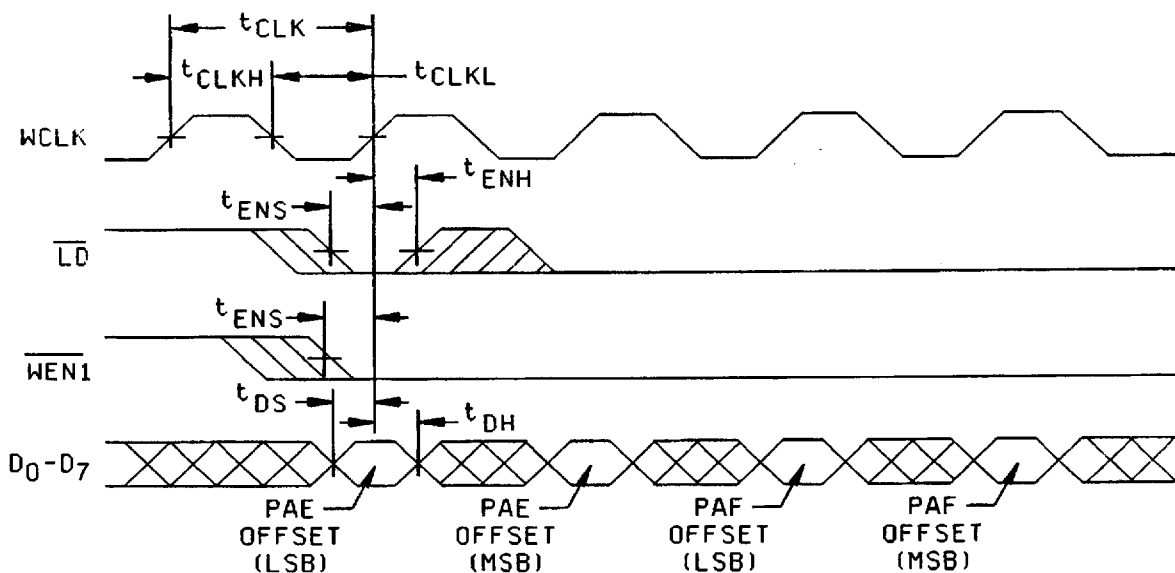 tCLK
tCLKH
tCLKL
WCLK
tENH
tENS
LD
tENS
WEN1
tDS
tDH
D0-D7
PAE OFFSET (LSB)
PAE OFFSET (MSB)
PAF OFFSET (LSB)
PAF OFFSET (MSB)